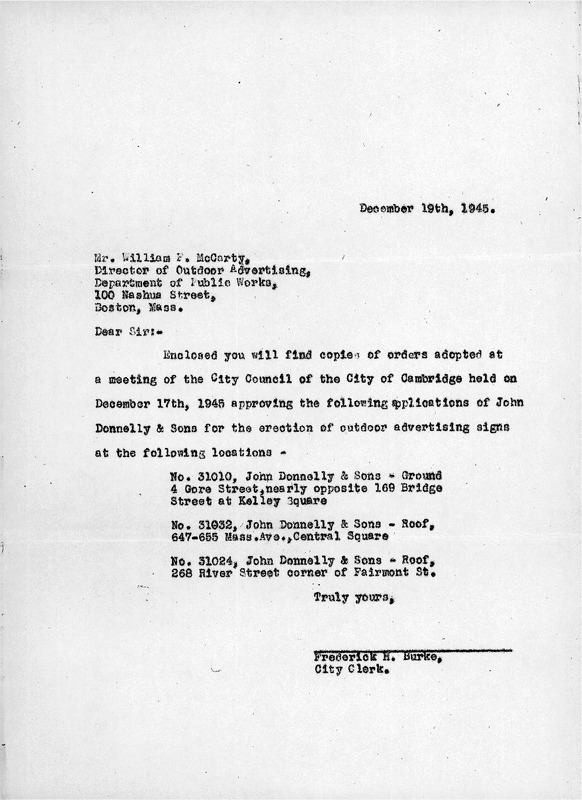 December 19th, 1945.
Mr. William P. McCarty,
Director of Outdoor Advertising,
Department of Public Works,
100 Nashua Street,
Boston, Mass.
Dear Sir:-
Enclosed you will find copies of orders adopted at
a meeting of the City Council of the City of Cambridge held on
December 17th, 1945 approving the following applications of John
Donnelly & Sons for the erection of outdoor advertising signs
at the following locations -
No. 31010, John Donnelly & Sons - Ground
4 Gore Street,nearly opposite 169 Bridge
Street at Kelley Square
No. 31032, John Donnelly & Sons - Roof,
647-655 Mass.Ave.,Central Square
No. 31024, John Donnelly & Sons - Roof,
268 River Street corner of Fairmont St.
Truly yours,
Frederick H. Burke,
City Clerk.